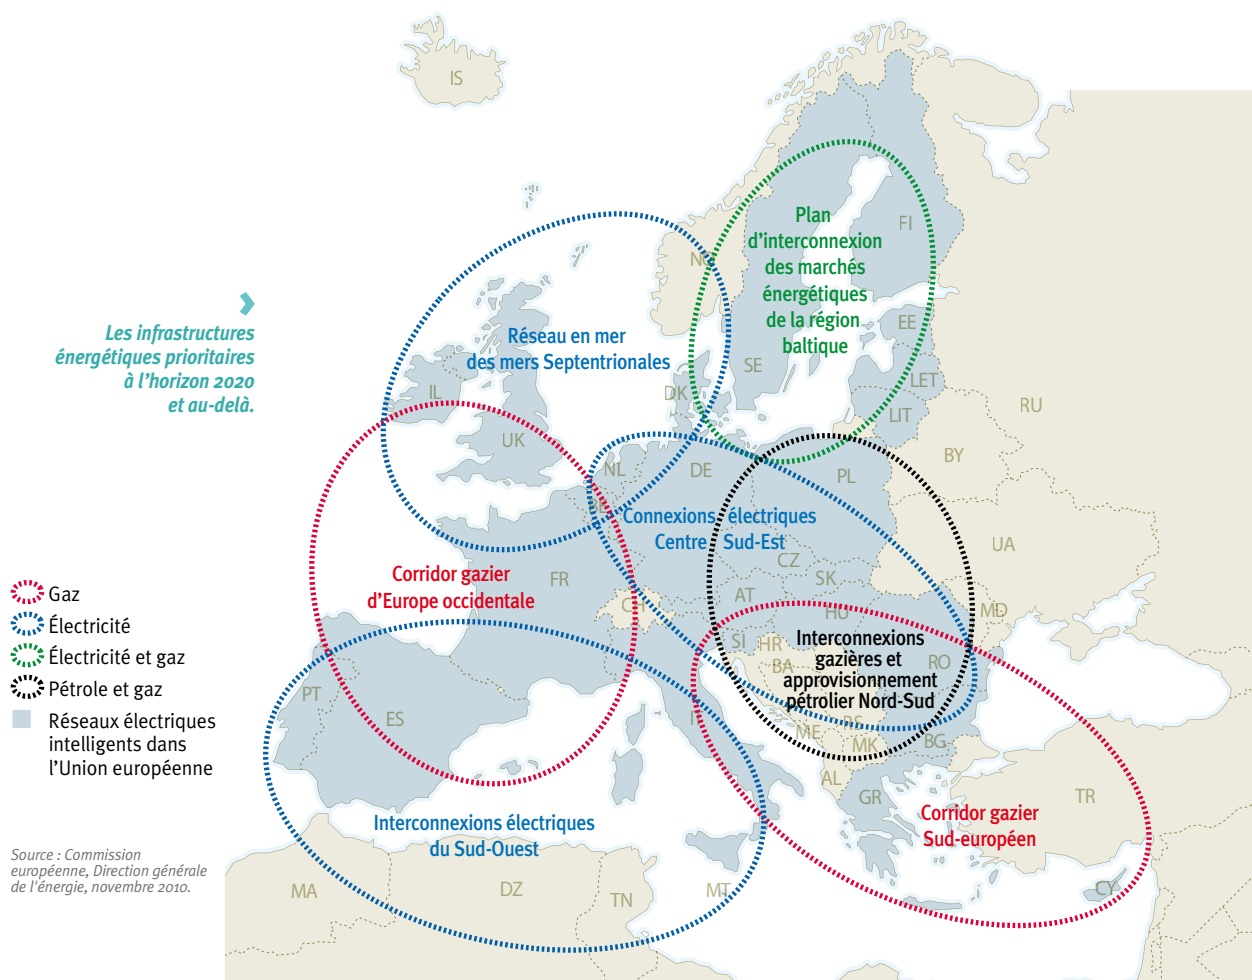 IS
Plan
d'interconnexion
des marchés
énergétiques
de la région
baltique
FI
NO
Les infrastructures
énergétiques prioritaires
à l'horizon 2020
et au-delà.
Réseau en mer
des mers Septentrionales
EE
SE
LET
DK
IL
LIT
RU
UK
BY
NL
DE
PL
BE
Connexions électriques
Centre Sud-Est
UA
CZ
FR
SK
Corridor gazier
d'Europe occidentale
AT
CH
HU
MD
SI
HR
Interconnexions
gazières et
approvisionnement
pétrolier Nord-Sud
BA
RO
PT
ES
IT
RS
ME
MK
BG
AL
GR
TR
Corridor gazier
Sud-européen
Interconnexions électriques
du Sud-Ouest
MA
DZ
TN
MT
CY
Gaz
Électricité
Électricité et gaz
Pétrole et gaz
Réseaux électriques
intelligents dans
l'Union européenne
Source : Commission
européenne, Direction générale
de l'énergie, novembre 2010.